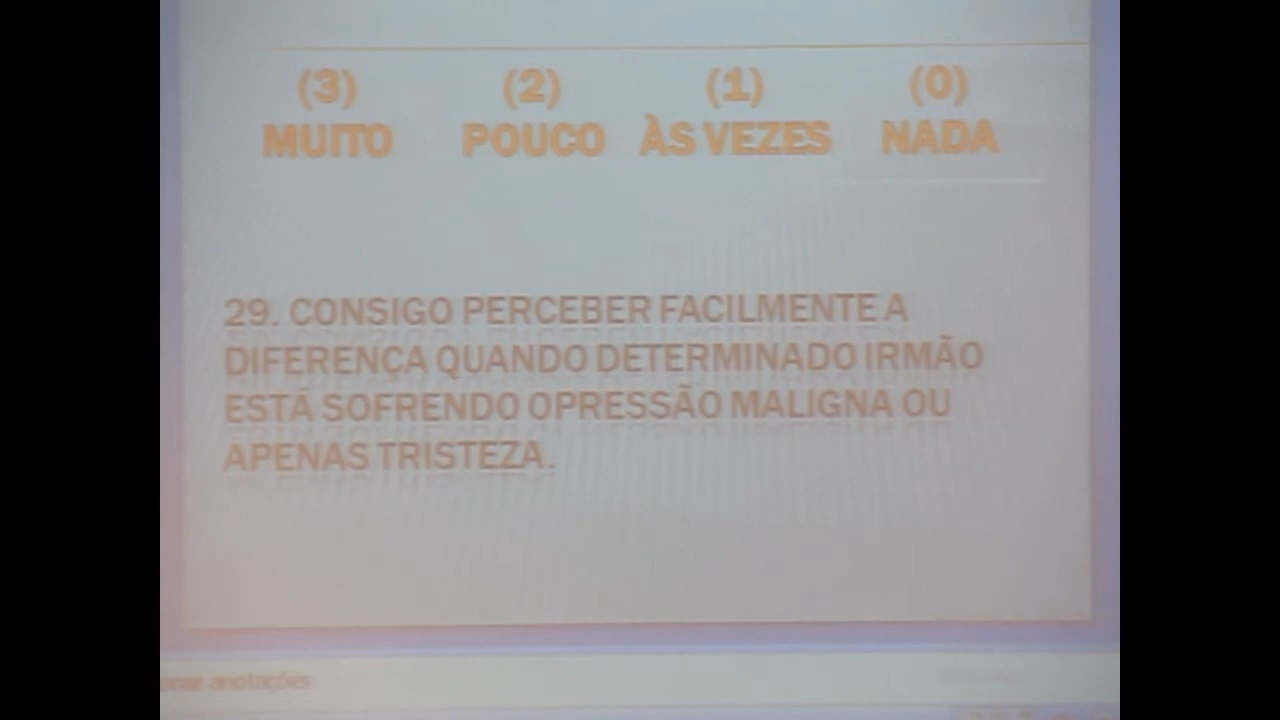 (3) (2) (1) (0)
MUITO POUCO ÀS VEZES NADA
29. CONSIGO PERCEBER FACILMENTE A
DIFERENÇA QUANDO DETERMINADO IRMÃO
ESTÁ SOFRENDO OPRESSÃO MALIGNA OU
APENAS TRISTEZA.
anotações